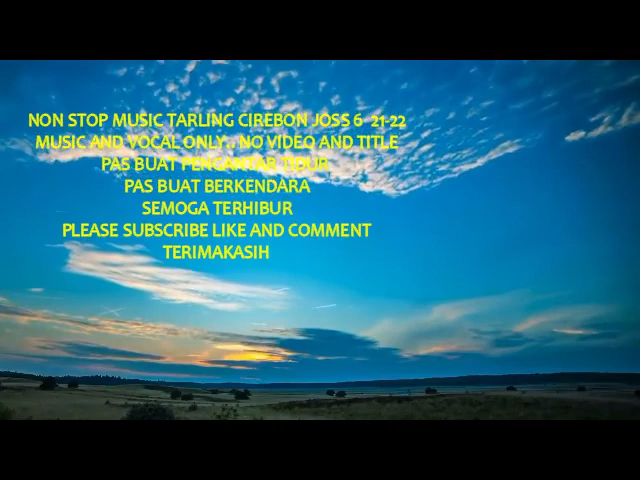 NON STOP MUSIC TARLING CIREBON JOSS 6 21-22
MUSIC AND VOCAL ONLY.. NO VIDEO AND TITLE
PAS BUAT PENGANTAR TIDUR
PAS BUAT BERKENDARA
SEMOGA TERHIBUR
PLEASE SUBSCRIBE LIKE AND COMMENT
TERIMAKASIH